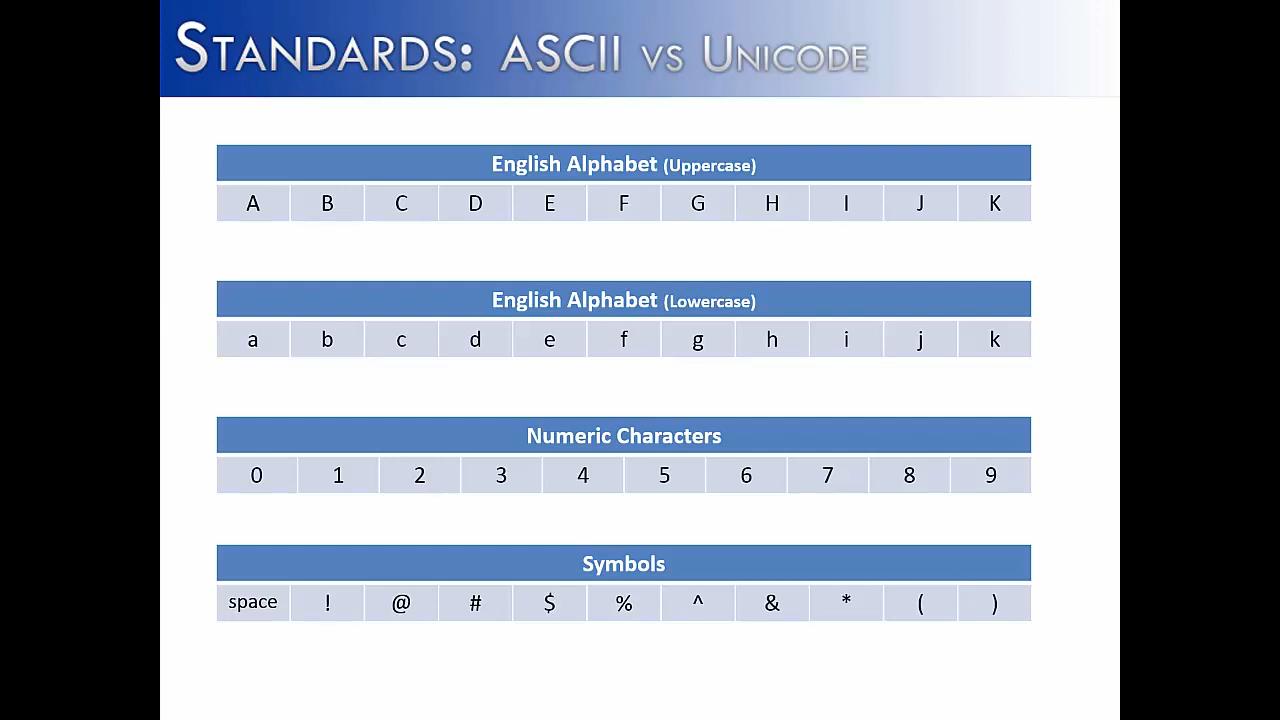 STANDARDS: ASCII VS UNICODE
English Alphabet (Uppercase)
A B C D E F G H I J K
English Alphabet (Lowercase)
a b c d e f g h i j k
Numeric Characters
0 1 2 3 4 5 6 7 8 9
Symbols
space ! @ # $ % ^ & * ( )